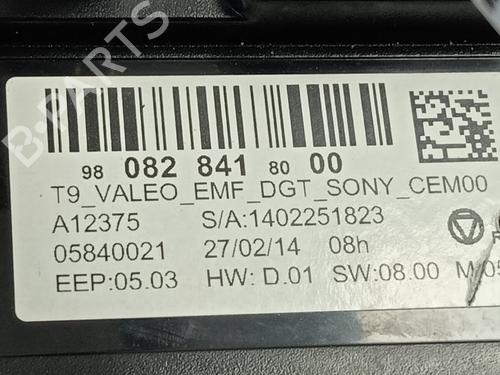 B-PARTS
98 082 841 80 00
T9_VALEO_EMF_DGT_SONY_CEM00
A12375 S/A:1402251823
05840021 27/02/14 08h
EEP:05.03 HW: D.01 SW:08.00 M:05